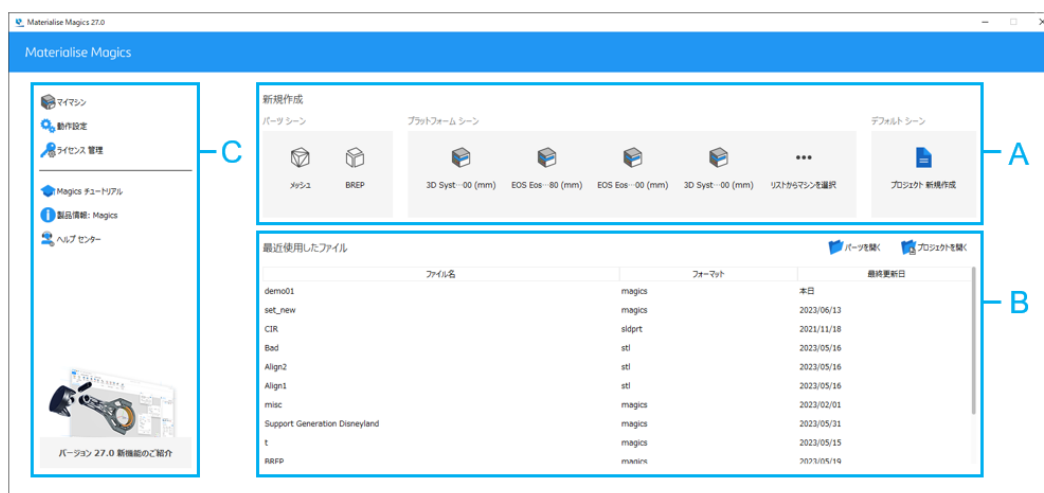 Materialise Magics 27.0
Materialise Magics
マイマシン
動作設定
ライセンス 管理
Magics チュートリアル
製品情報: Magics
ヘルプ センター
バージョン 27.0 新機能のご紹介
C
新規作成
パーツ シーン
プラットフォーム シーン
デフォルト シーン
メッシュ
BREP
3D Syst…00 (mm)
EOS Eos…80 (mm)
EOS Eos…00 (mm)
3D Syst…00 (mm)
リストからマシンを選択
プロジェクト 新規作成
A
最近使用したファイル
パーツを開く
プロジェクトを開く
ファイル名 フォーマット 最終更新日
demo01 magics 本日
set_new magics 2023/06/13
CIR sldprt 2021/11/18
Bad stl 2023/05/16
Align2 stl 2023/05/16
Align1 stl 2023/05/16
misc magics 2023/02/01
Support Generation Disneyland magics 2023/05/31
t magics 2023/05/15
BREP magics 2023/05/19
B